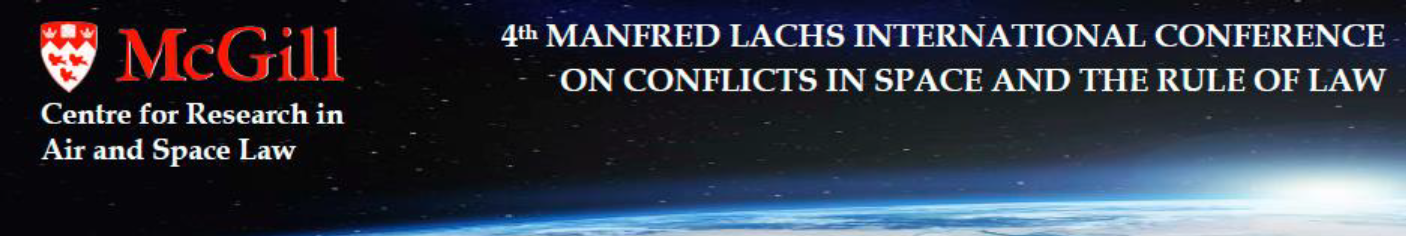 McGill
Centre for Research in
Air and Space Law
4th MANFRED LACHS INTERNATIONAL CONFERENCE
ON CONFLICTS IN SPACE AND THE RULE OF LAW